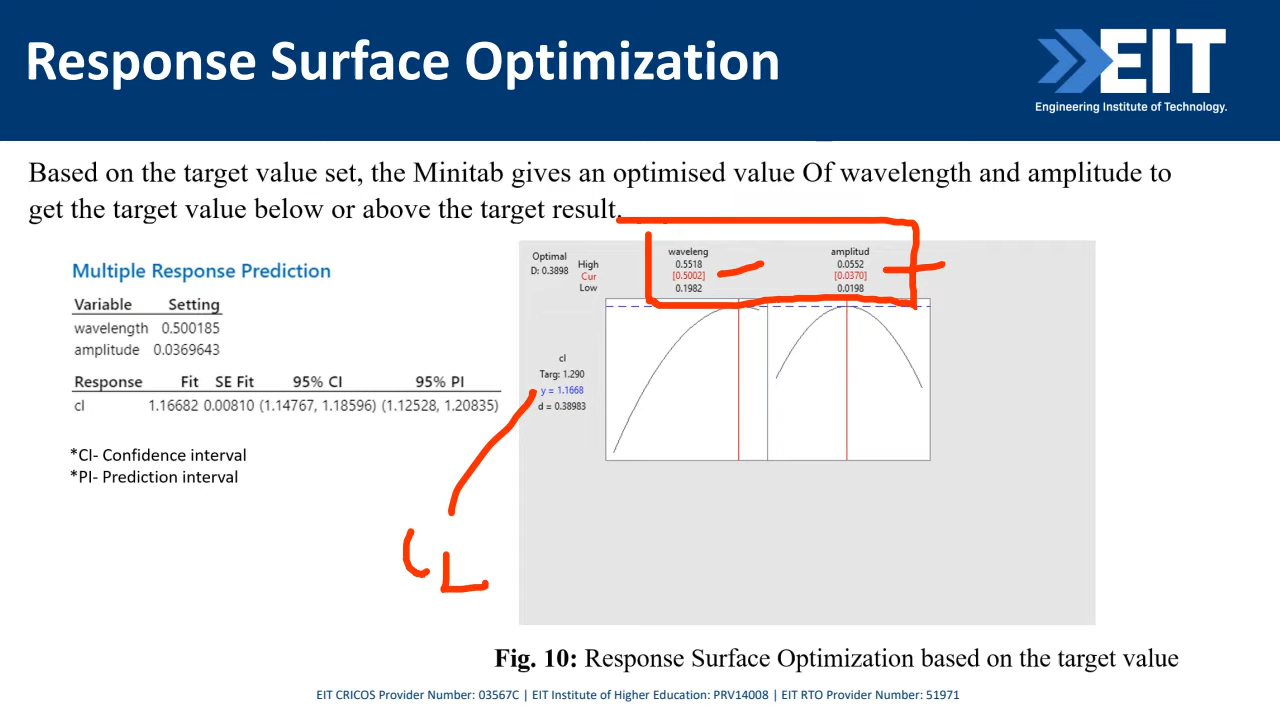 Response Surface Optimization
EIT
Engineering Institute of Technology.
Based on the target value set, the Minitab gives an optimised value Of wavelength and amplitude to
get the target value below or above the target result.
Multiple Response Prediction
Variable Setting
wavelength 0.500185
amplitude 0.0369643
Response Fit SE Fit 95% CI 95% PI
cl 1.16682 0.00810 (1.14767, 1.18596) (1.12528, 1.20835)
*CI- Confidence interval
*PI- Prediction interval
Optimal
D: 0.3898
High
Cur
Low
waveleng
0.5518
[0.5002]
0.1982
amplitud
0.0552
[0.0370]
0.0198
cl
Targ: 1.290
y = 1.1668
d = 0.38983
CL
Fig. 10: Response Surface Optimization based on the target value
EIT CRICOS Provider Number: 03567C | EIT Institute of Higher Education: PRV14008 | EIT RTO Provider Number: 51971